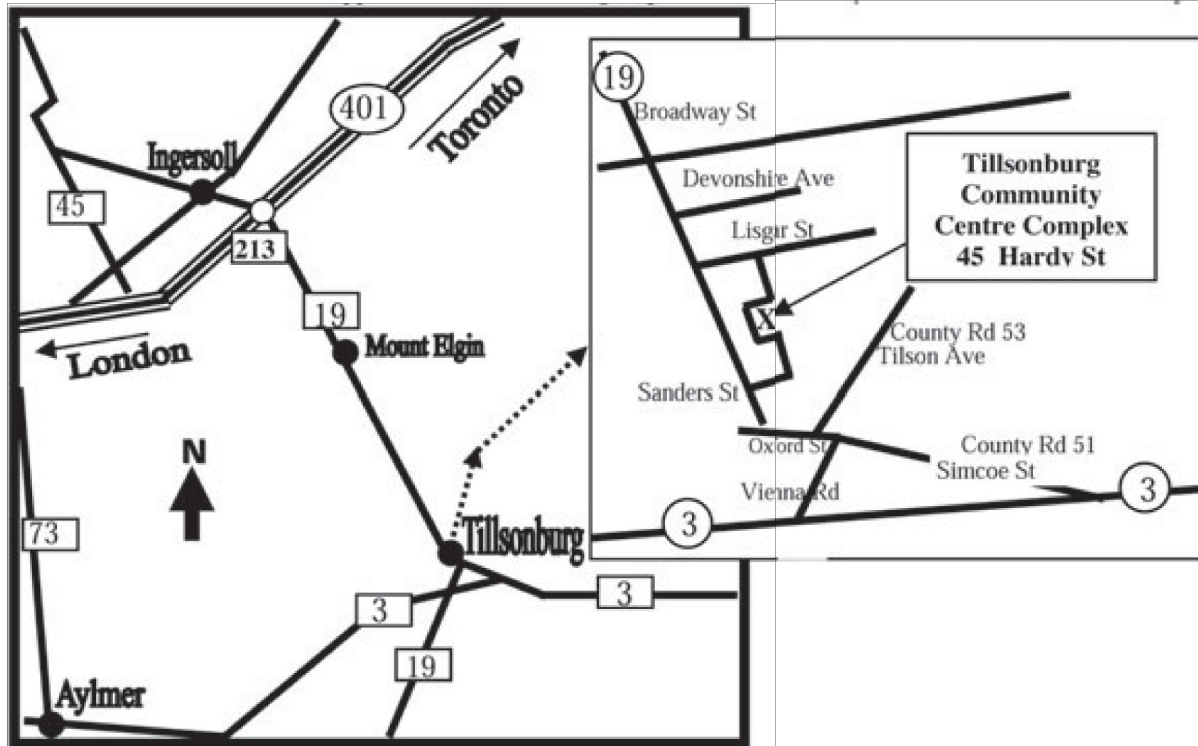 401
Toronto
Ingersoll
45
213
19
Mount Elgin
London
N
73
Tillsonburg
3
3
19
Aylmer
19
Broadway St
Devonshire Ave
Lisgar St
Tillsonburg
Community
Centre Complex
45 Hardy St
X
County Rd 53
Tilson Ave
Sanders St
Oxford St
County Rd 51
Simcoe St
Vienna Rd
3
3